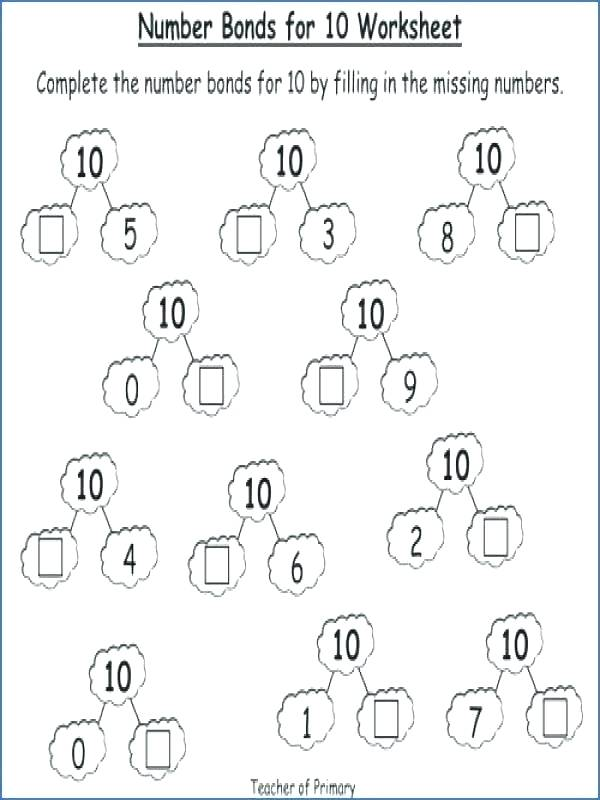 Number Bonds for 10 Worksheet
Complete the number bonds for 10 by filling in the missing numbers.
10 10 10
5 3 8
10 10
0 9
10 10 10
4 6 2
10 10 10
0 1 7
Teacher of Primary